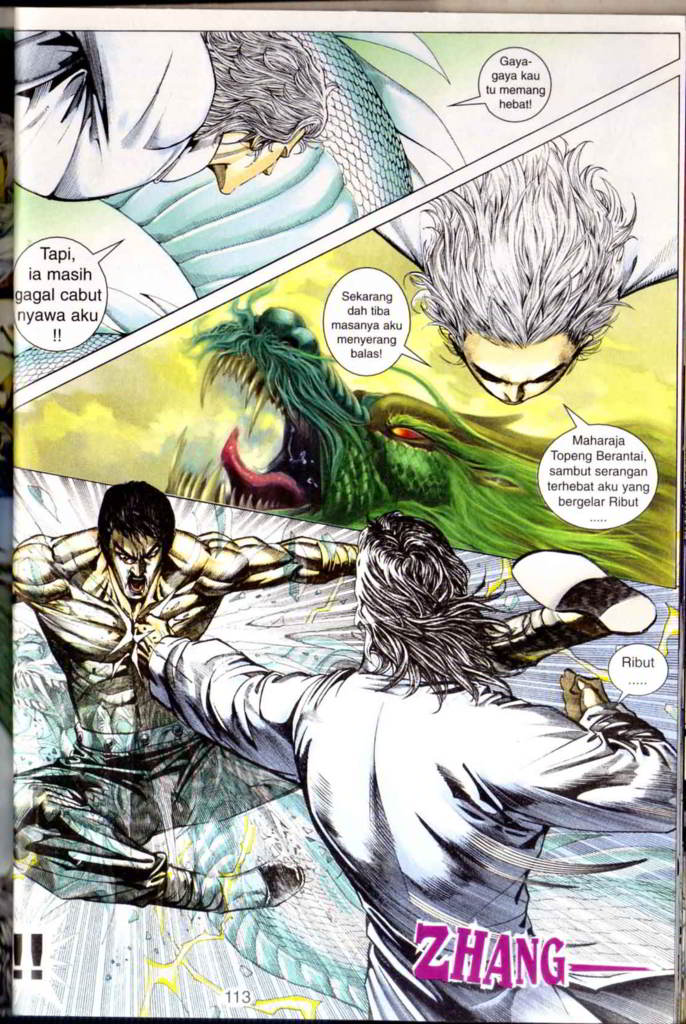 Gaya-
gaya kau
tu memang
hebat!
Tapi,
ia masih
gagal cabut
nyawa aku
!!
Sekarang
dah tiba
masanya aku
menyerang
balas!
Maharaja
Topeng Berantai,
sambut serangan
terhebat aku yang
bergelar Ribut
.....
Ribut
.....
!!
ZHANG
113